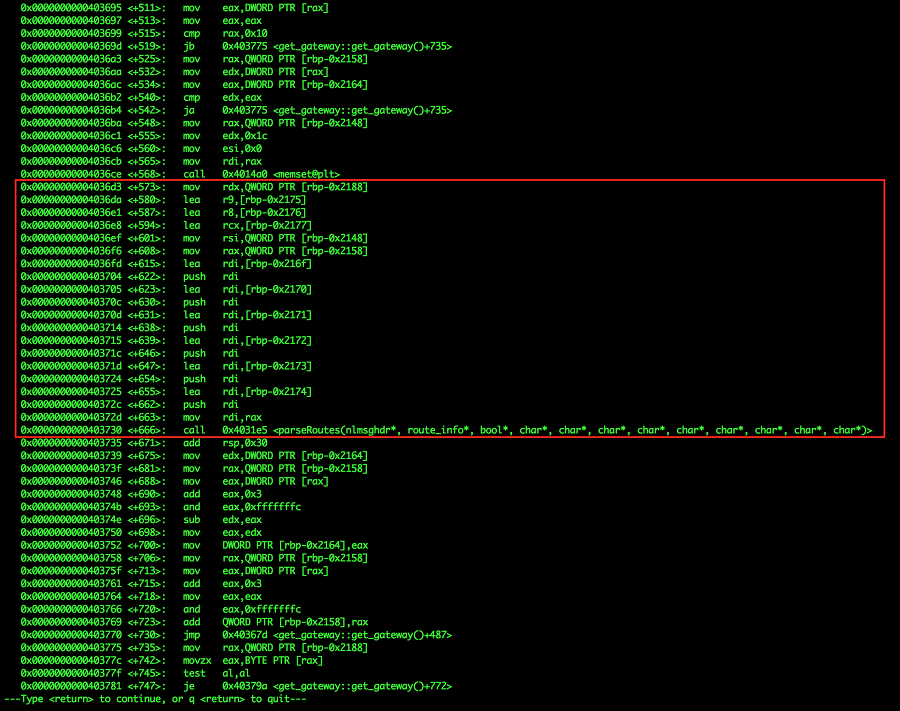 0x0000000000403695 <+511>: mov eax,DWORD PTR [rax]
0x0000000000403697 <+513>: mov eax,eax
0x0000000000403699 <+515>: cmp rax,0x10
0x000000000040369d <+519>: jb 0x403775 <get_gateway::get_gateway()+735>
0x00000000004036a3 <+525>: mov rax,QWORD PTR [rbp-0x2158]
0x00000000004036aa <+532>: mov edx,DWORD PTR [rax]
0x00000000004036ac <+534>: mov eax,DWORD PTR [rbp-0x2164]
0x00000000004036b2 <+540>: cmp edx,eax
0x00000000004036b4 <+542>: ja 0x403775 <get_gateway::get_gateway()+735>
0x00000000004036ba <+548>: mov rax,QWORD PTR [rbp-0x2148]
0x00000000004036c1 <+555>: mov edx,0x1c
0x00000000004036c6 <+560>: mov esi,0x0
0x00000000004036cb <+565>: mov rdi,rax
0x00000000004036ce <+568>: call 0x4014a0 <memset@plt>
0x00000000004036d3 <+573>: mov rdx,QWORD PTR [rbp-0x2188]
0x00000000004036da <+580>: lea r9,[rbp-0x2175]
0x00000000004036e1 <+587>: lea r8,[rbp-0x2176]
0x00000000004036e8 <+594>: lea rcx,[rbp-0x2177]
0x00000000004036ef <+601>: mov rsi,QWORD PTR [rbp-0x2148]
0x00000000004036f6 <+608>: mov rax,QWORD PTR [rbp-0x2158]
0x00000000004036fd <+615>: lea rdi,[rbp-0x216f]
0x0000000000403704 <+622>: push rdi
0x0000000000403705 <+623>: lea rdi,[rbp-0x2170]
0x000000000040370c <+630>: push rdi
0x000000000040370d <+631>: lea rdi,[rbp-0x2171]
0x0000000000403714 <+638>: push rdi
0x0000000000403715 <+639>: lea rdi,[rbp-0x2172]
0x000000000040371c <+646>: push rdi
0x000000000040371d <+647>: lea rdi,[rbp-0x2173]
0x0000000000403724 <+654>: push rdi
0x0000000000403725 <+655>: lea rdi,[rbp-0x2174]
0x000000000040372c <+662>: push rdi
0x000000000040372d <+663>: mov rdi,rax
0x0000000000403730 <+666>: call 0x4031e5 <parseRoutes(nlmsghdr*, route_info*, bool*, char*, char*, char*, char*, char*, char*, char*, char*, char*)>
0x0000000000403735 <+671>: add rsp,0x30
0x0000000000403739 <+675>: mov edx,DWORD PTR [rbp-0x2164]
0x000000000040373f <+681>: mov rax,QWORD PTR [rbp-0x2158]
0x0000000000403746 <+688>: mov eax,DWORD PTR [rax]
0x0000000000403748 <+690>: add eax,0x3
0x000000000040374b <+693>: and eax,0xfffffffc
0x000000000040374e <+696>: sub edx,eax
0x0000000000403750 <+698>: mov eax,edx
0x0000000000403752 <+700>: mov DWORD PTR [rbp-0x2164],eax
0x0000000000403758 <+706>: mov rax,QWORD PTR [rbp-0x2158]
0x000000000040375f <+713>: mov eax,DWORD PTR [rax]
0x0000000000403761 <+715>: add eax,0x3
0x0000000000403764 <+718>: mov eax,eax
0x0000000000403766 <+720>: and eax,0xfffffffc
0x0000000000403769 <+723>: add QWORD PTR [rbp-0x2158],rax
0x0000000000403770 <+730>: jmp 0x40367d <get_gateway::get_gateway()+487>
0x0000000000403775 <+735>: mov rax,QWORD PTR [rbp-0x2188]
0x000000000040377c <+742>: movzx eax,BYTE PTR [rax]
0x000000000040377f <+745>: test al,al
0x0000000000403781 <+747>: je 0x40379a <get_gateway::get_gateway()+772>
---Type <return> to continue, or q <return> to quit---